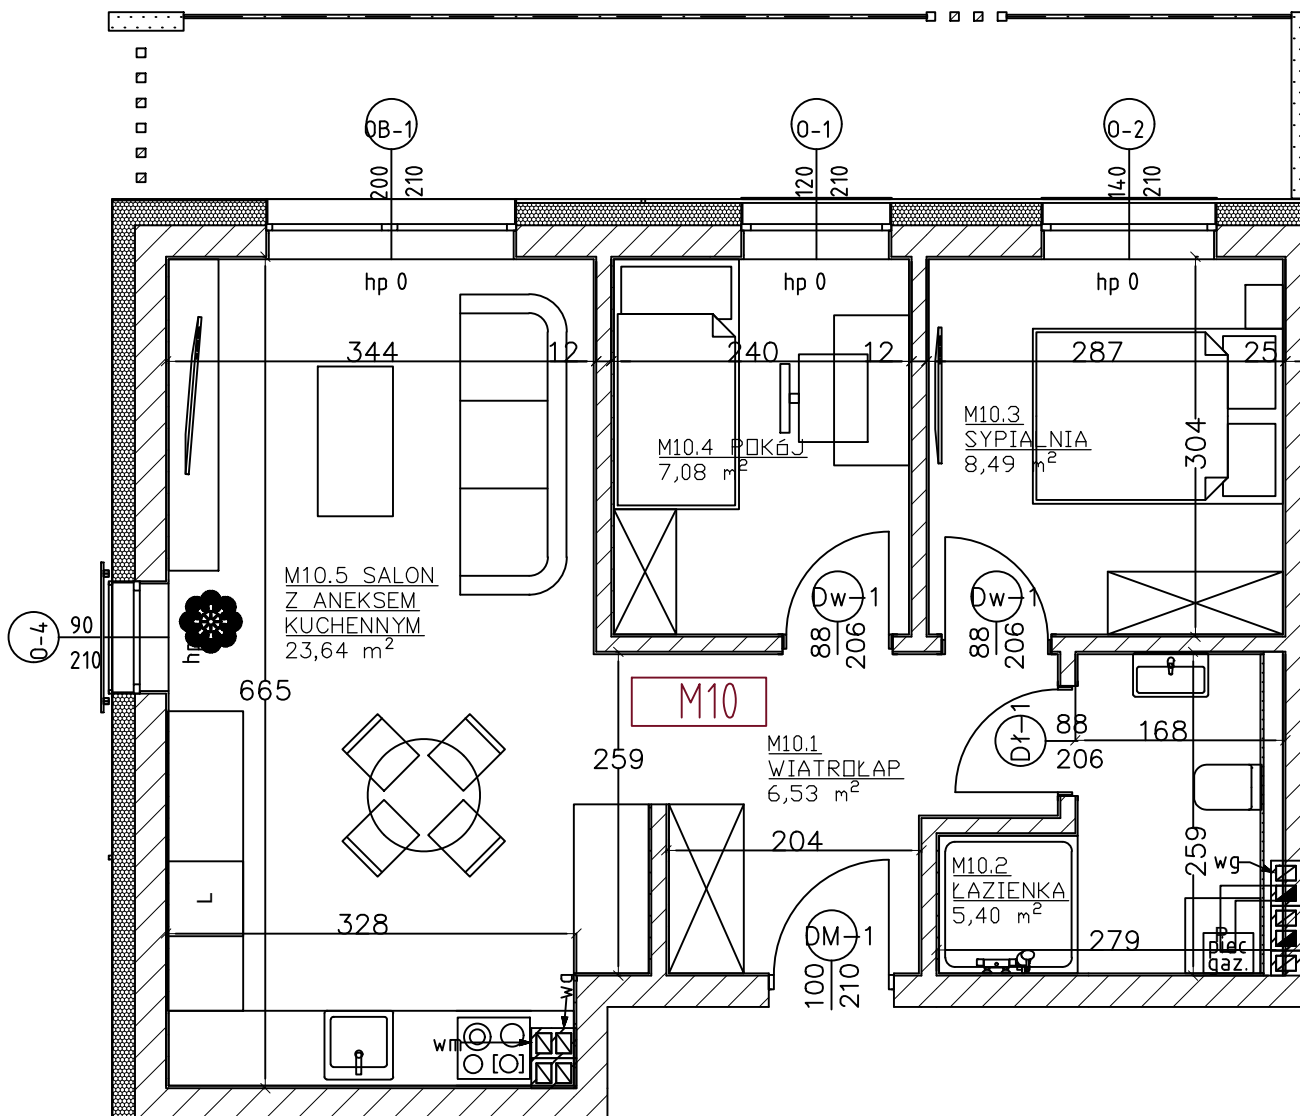 OB-1
200
210
O-1
120
210
O-2
140
210
hp 0
hp 0
hp 0
344
12
240
12
287
25
M10.3
SYPIALNIA
8,49 m²
304
M10.4 POKÓJ
7,08 m²
M10.5 SALON
Z ANEKSEM
KUCHENNYM
23,64 m²
O-4
90
210
Dw-1
88
206
Dw-1
88
206
665
M10
259
M10.1
WIATROŁAP
6,53 m²
Dł-1
88
206
168
204
259
wg
M10.2
ŁAZIENKA
5,40 m²
L
328
DM-1
100
210
279
piec
gaz.
wg
wm